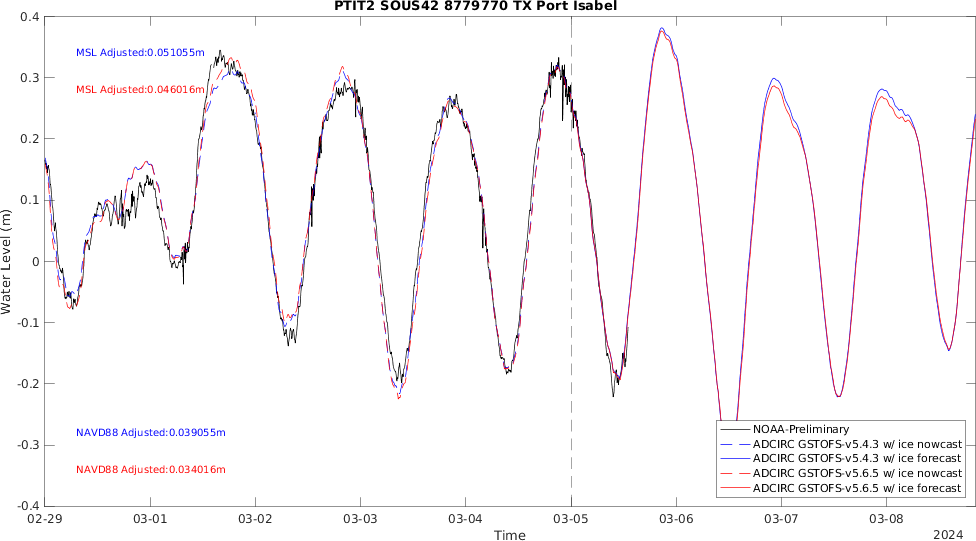 PTIT2 SOUS42 8779770 TX Port Isabel
0.4
MSL Adjusted:0.051055m
0.3
MSL Adjusted:0.046016m
0.2
0.1
0
-0.1
-0.2
-0.3
-0.4
Water Level (m)
NAVD88 Adjusted:0.039055m
NAVD88 Adjusted:0.034016m
NOAA-Preliminary
ADCIRC GSTOFS-v5.4.3 w/ ice nowcast
ADCIRC GSTOFS-v5.4.3 w/ ice forecast
ADCIRC GSTOFS-v5.6.5 w/ ice nowcast
ADCIRC GSTOFS-v5.6.5 w/ ice forecast
02-29 03-01 03-02 03-03 03-04 03-05 03-06 03-07 03-08
Time
2024